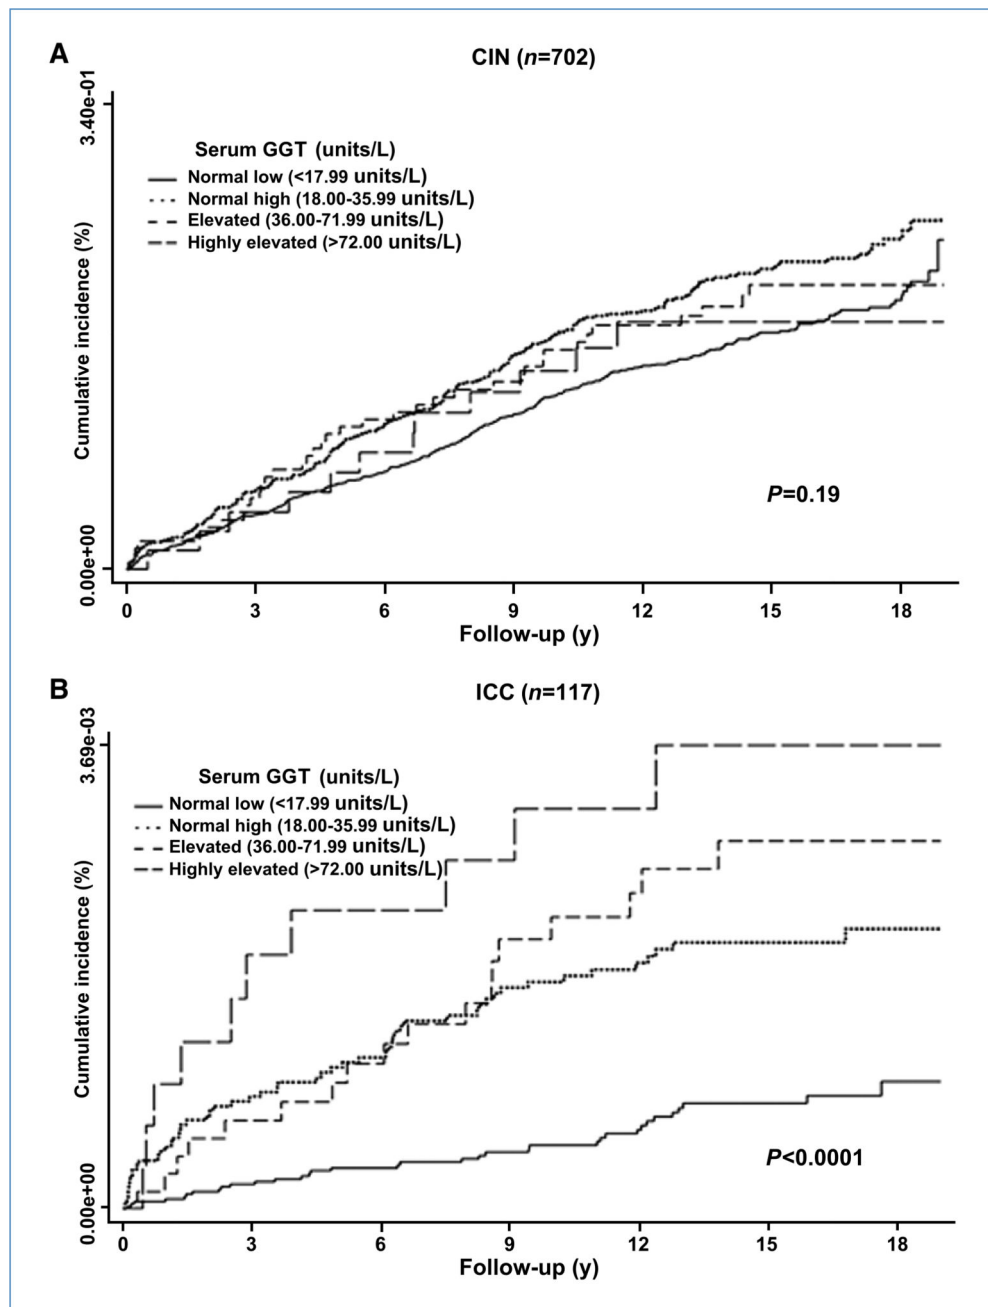 A
CIN (n=702)
3.40e-01
Serum GGT (units/L)
Normal low (<17.99 units/L)
Normal high (18.00-35.99 units/L)
Elevated (36.00-71.99 units/L)
Highly elevated (>72.00 units/L)
Cumulative incidence (%)
P=0.19
0.00e+00
0 3 6 9 12 15 18
Follow-up (y)
B
ICC (n=117)
3.69e-03
Serum GGT (units/L)
Normal low (<17.99 units/L)
Normal high (18.00-35.99 units/L)
Elevated (36.00-71.99 units/L)
Highly elevated (>72.00 units/L)
Cumulative incidence (%)
P<0.0001
0.00e+00
0 3 6 9 12 15 18
Follow-up (y)